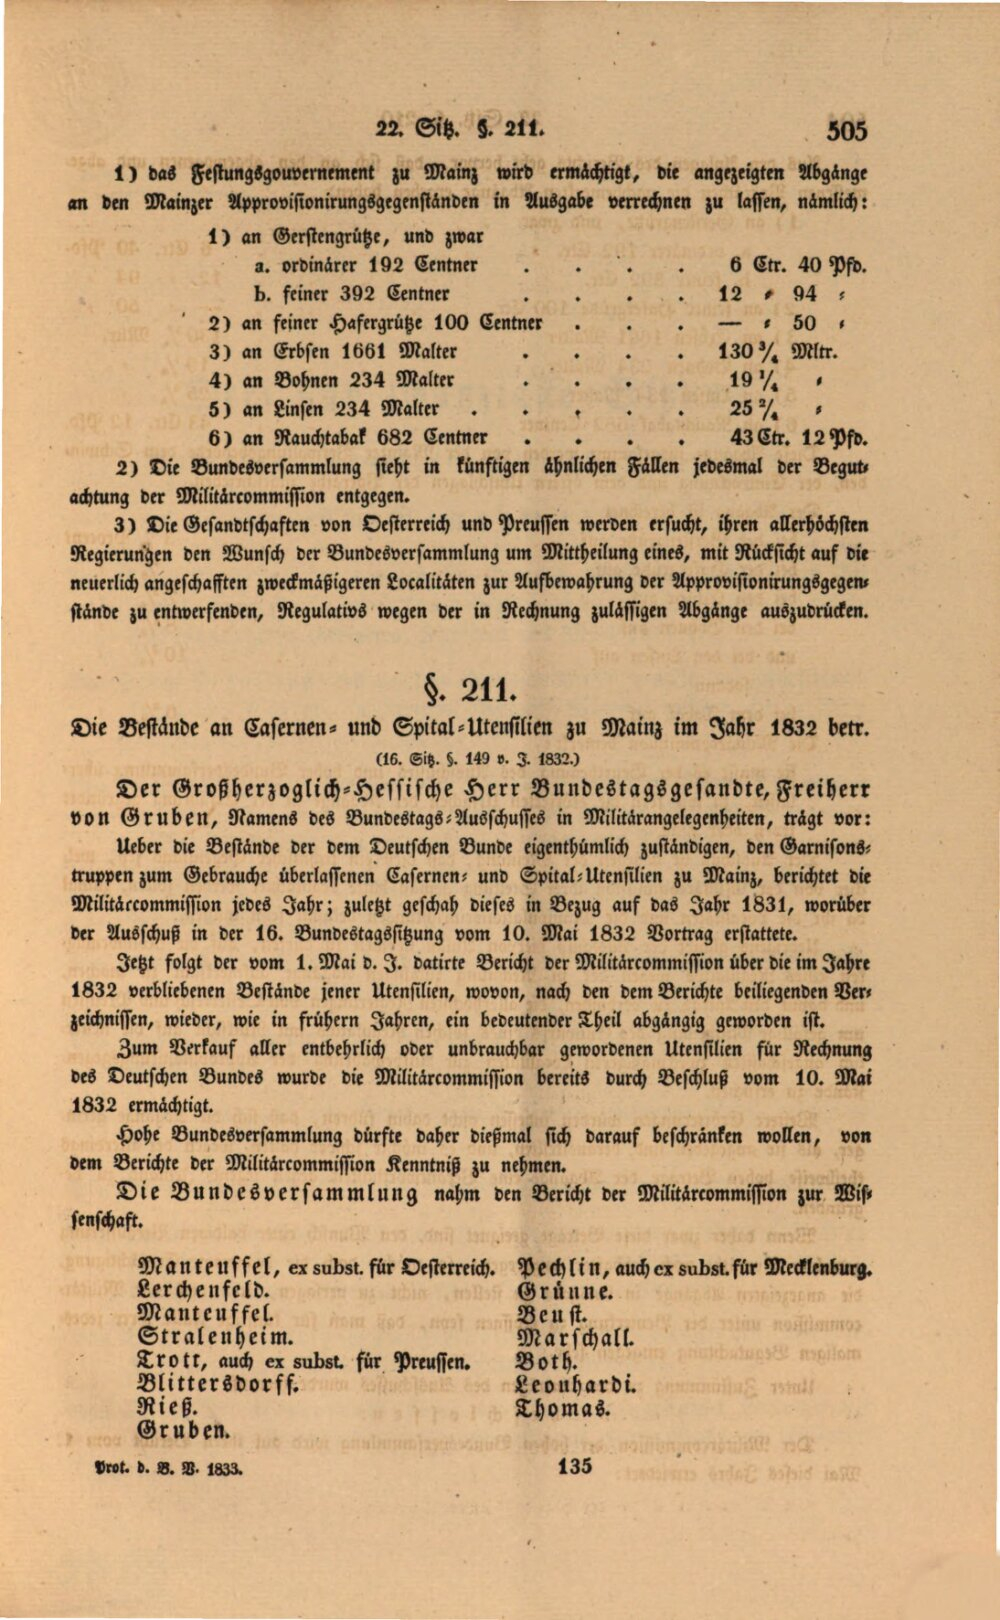 22. Sitz. §. 211. 505
1) das Festungsgouvernement zu Mainz wird ermächtigt, die angezeigten Abgänge
an den Mainzer Approvisionirungsgegenständen in Ausgabe verrechnen zu lassen, nämlich:
1) an Gerstengrütze, und zwar
a. ordinärer 192 Centner . . . . 6 Ctr. 40 Pfd.
b. feiner 392 Centner . . . . 12 „ 94 „
2) an feiner Hafergrütze 100 Centner . . . — „ 50 „
3) an Erbsen 1661 Malter . . . . 130 3/4 Mltr.
4) an Bohnen 234 Malter . . . . 19 1/4 „
5) an Linsen 234 Malter . . . . . 25 2/4 „
6) an Rauchtabak 682 Centner . . . . 43 Ctr. 12 Pfd.
2) Die Bundesversammlung sieht in künftigen ähnlichen Fällen jedesmal der Begut-
achtung der Militärcommission entgegen.
3) Die Gesandtschaften von Oesterreich und Preussen werden ersucht, ihren allerhöchsten
Regierungen den Wunsch der Bundesversammlung um Mittheilung eines, mit Rücksicht auf die
neuerlich angeschafften zweckmäßigeren Localitäten zur Aufbewahrung der Approvisionirungsgegen-
stände zu entwerfenden, Regulativs wegen der in Rechnung zulässigen Abgänge auszudrücken.
§. 211.
Die Bestände an Casernen- und Spital-Utensilien zu Mainz im Jahr 1832 betr.
(16. Sitz. §. 149 v. J. 1832.)
Der Großherzoglich-Hessische Herr Bundestagsgesandte, Freiherr
von Gruben, Namens des Bundestags-Ausschusses in Militärangelegenheiten, trägt vor:
Ueber die Bestände der dem Deutschen Bunde eigenthümlich zuständigen, den Garnisons-
truppen zum Gebrauche überlassenen Casernen- und Spital-Utensilien zu Mainz, berichtet die
Militärcommission jedes Jahr; zuletzt geschah dieses in Bezug auf das Jahr 1831, worüber
der Ausschuß in der 16. Bundestagssitzung vom 10. Mai 1832 Vortrag erstattete.
Jetzt folgt der vom 1. Mai d. J. datirte Bericht der Militärcommission über die im Jahre
1832 verbliebenen Bestände jener Utensilien, wovon, nach den dem Berichte beiliegenden Ver-
zeichnissen, wieder, wie in frühern Jahren, ein bedeutender Theil abgängig geworden ist.
Zum Verkauf aller entbehrlich oder unbrauchbar gewordenen Utensilien für Rechnung
des Deutschen Bundes wurde die Militärcommission bereits durch Beschluß vom 10. Mai
1832 ermächtigt.
Hohe Bundesversammlung dürfte daher dießmal sich darauf beschränken wollen, von
dem Berichte der Militärcommission Kenntniß zu nehmen.
Die Bundesversammlung nahm den Bericht der Militärcommission zur Wis-
senschaft.
Manteuffel, ex subst. für Oesterreich.
Lerchenfeld.
Manteuffel.
Stralenheim.
Trott, auch ex subst. für Preussen.
Blittersdorff.
Rieß.
Gruben.
Pechlin, auch ex subst. für Mecklenburg.
Grünne.
Beust.
Marschall.
Both.
Leonhardi.
Thomas.
Prot. d. B. V. 1833. 135